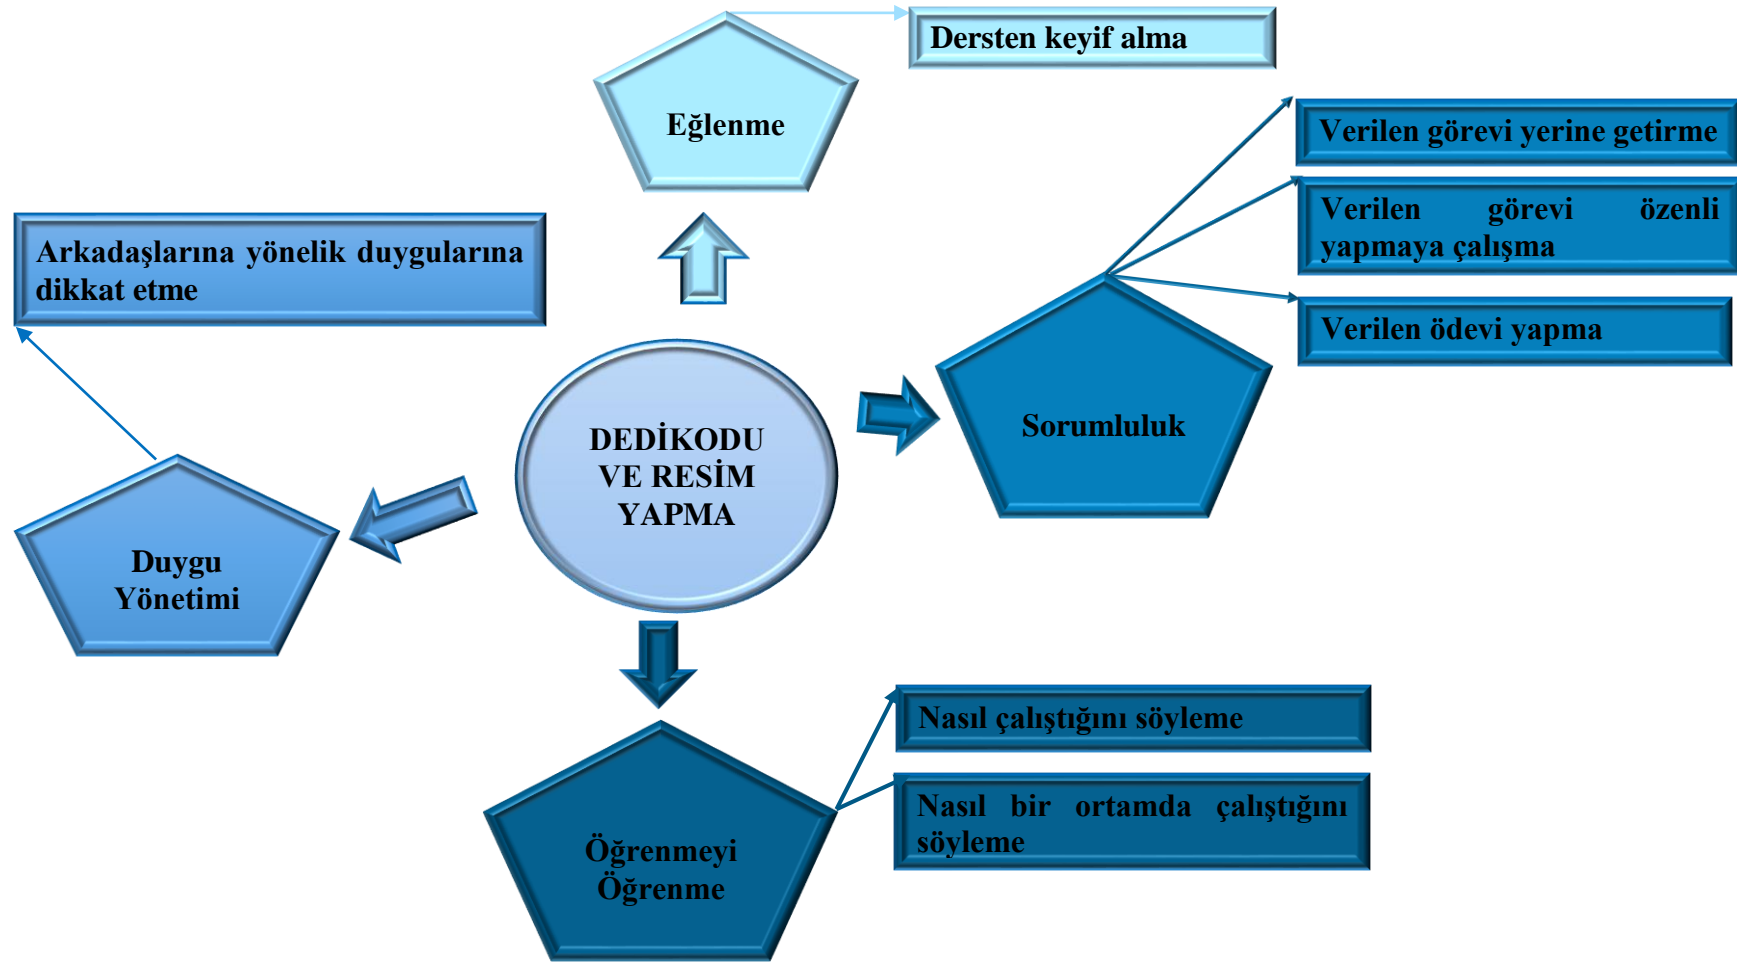 Dersten keyif alma
Eğlenme
Verilen görevi yerine getirme
Verilen görevi özenli
yapmaya çalışma
Verilen ödevi yapma
Sorumluluk
Arkadaşlarına yönelik duygularına
dikkat etme
DEDİKODU
VE RESİM
YAPMA
Duygu
Yönetimi
Nasıl çalıştığını söyleme
Nasıl bir ortamda çalıştığını
söyleme
Öğrenmeyi
Öğrenme